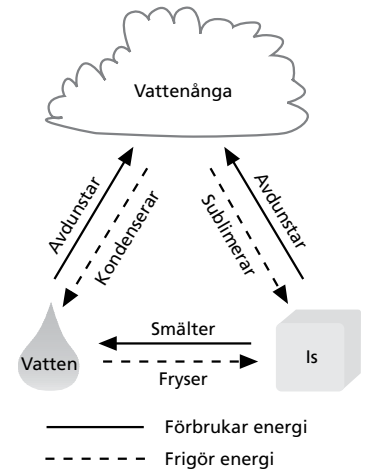 Vattenånga
Avdunstar
Kondenserar
Sublimerar
Avdunstar
Smälter
Vatten
Is
Fryser
Förbrukar energi
Frigör energi